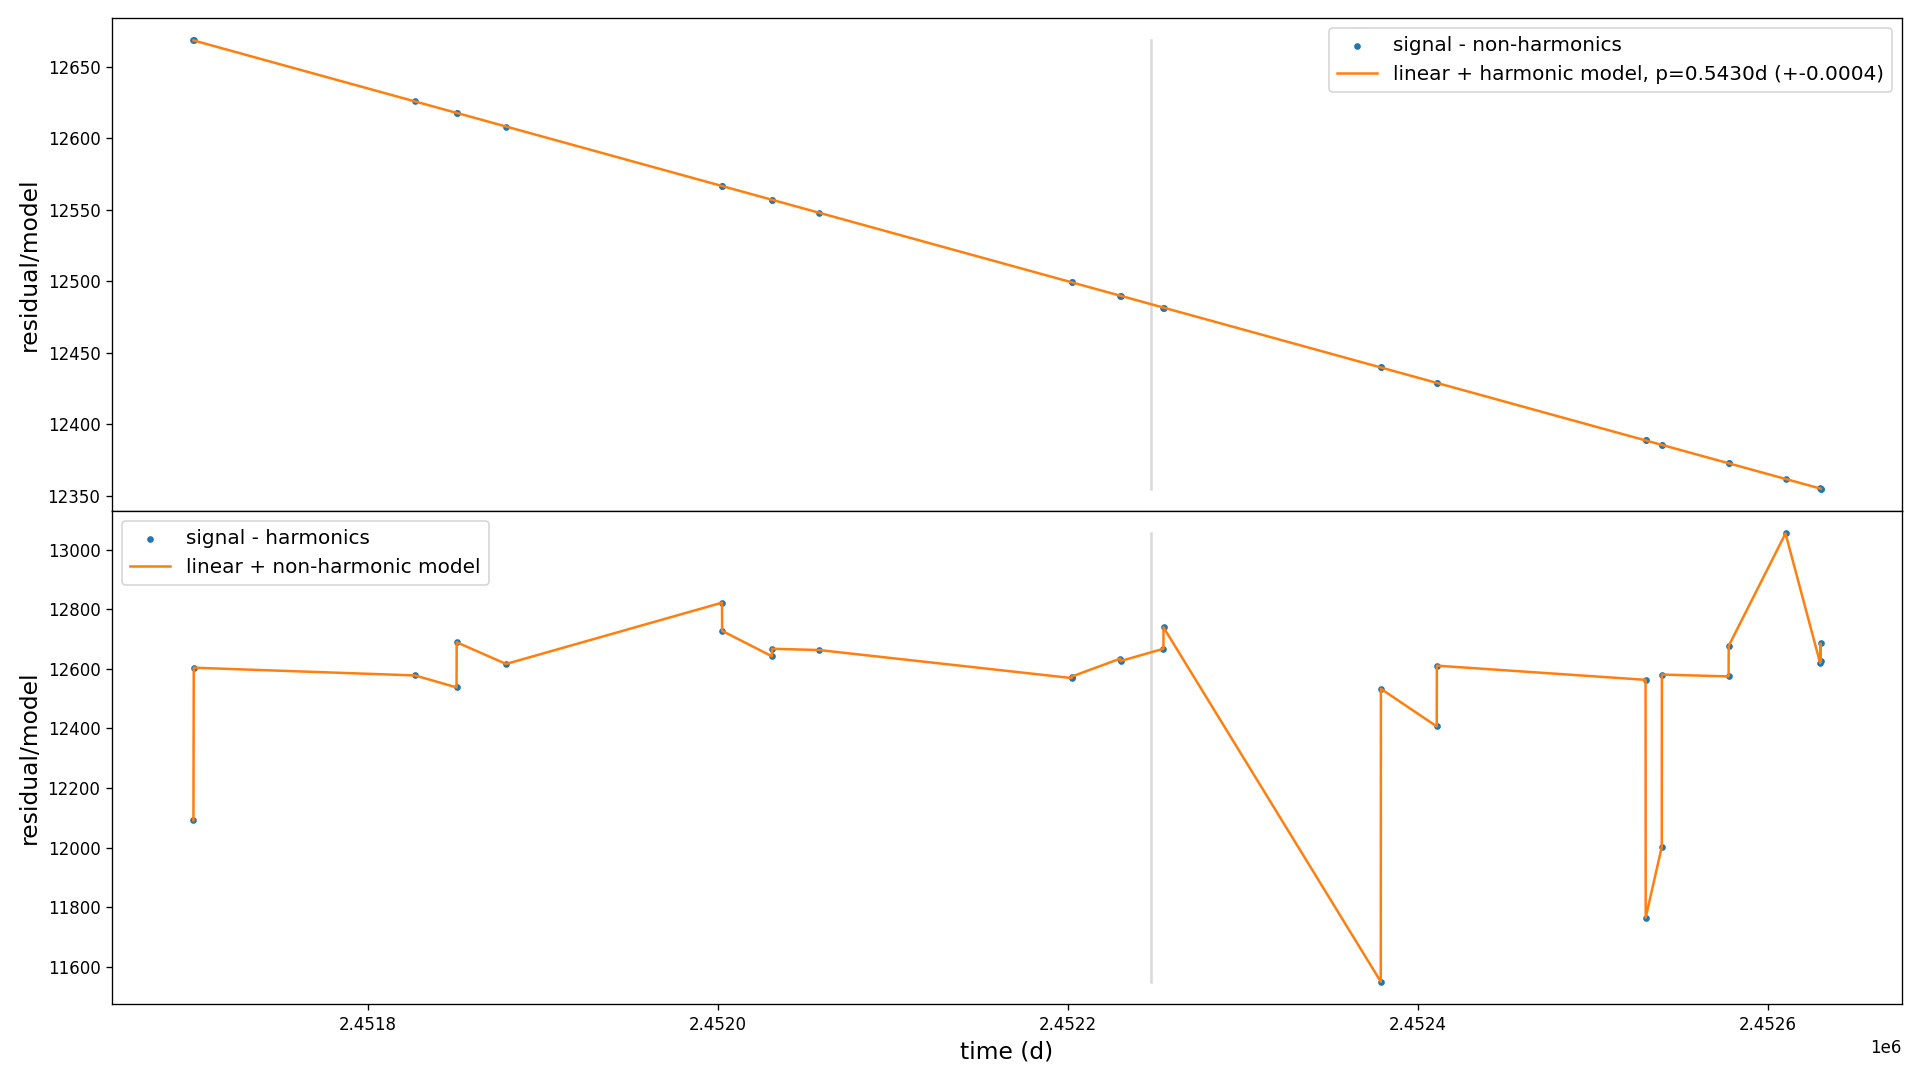 signal - non-harmonics
linear + harmonic model, p=0.5430d (+-0.0004)
12650
12600
12550
12500
12450
12400
12350
residual/model
signal - harmonics
linear + non-harmonic model
13000
12800
12600
12400
12200
12000
11800
11600
residual/model
2.4518 2.4520 2.4522 2.4524 2.4526
time (d)
1e6